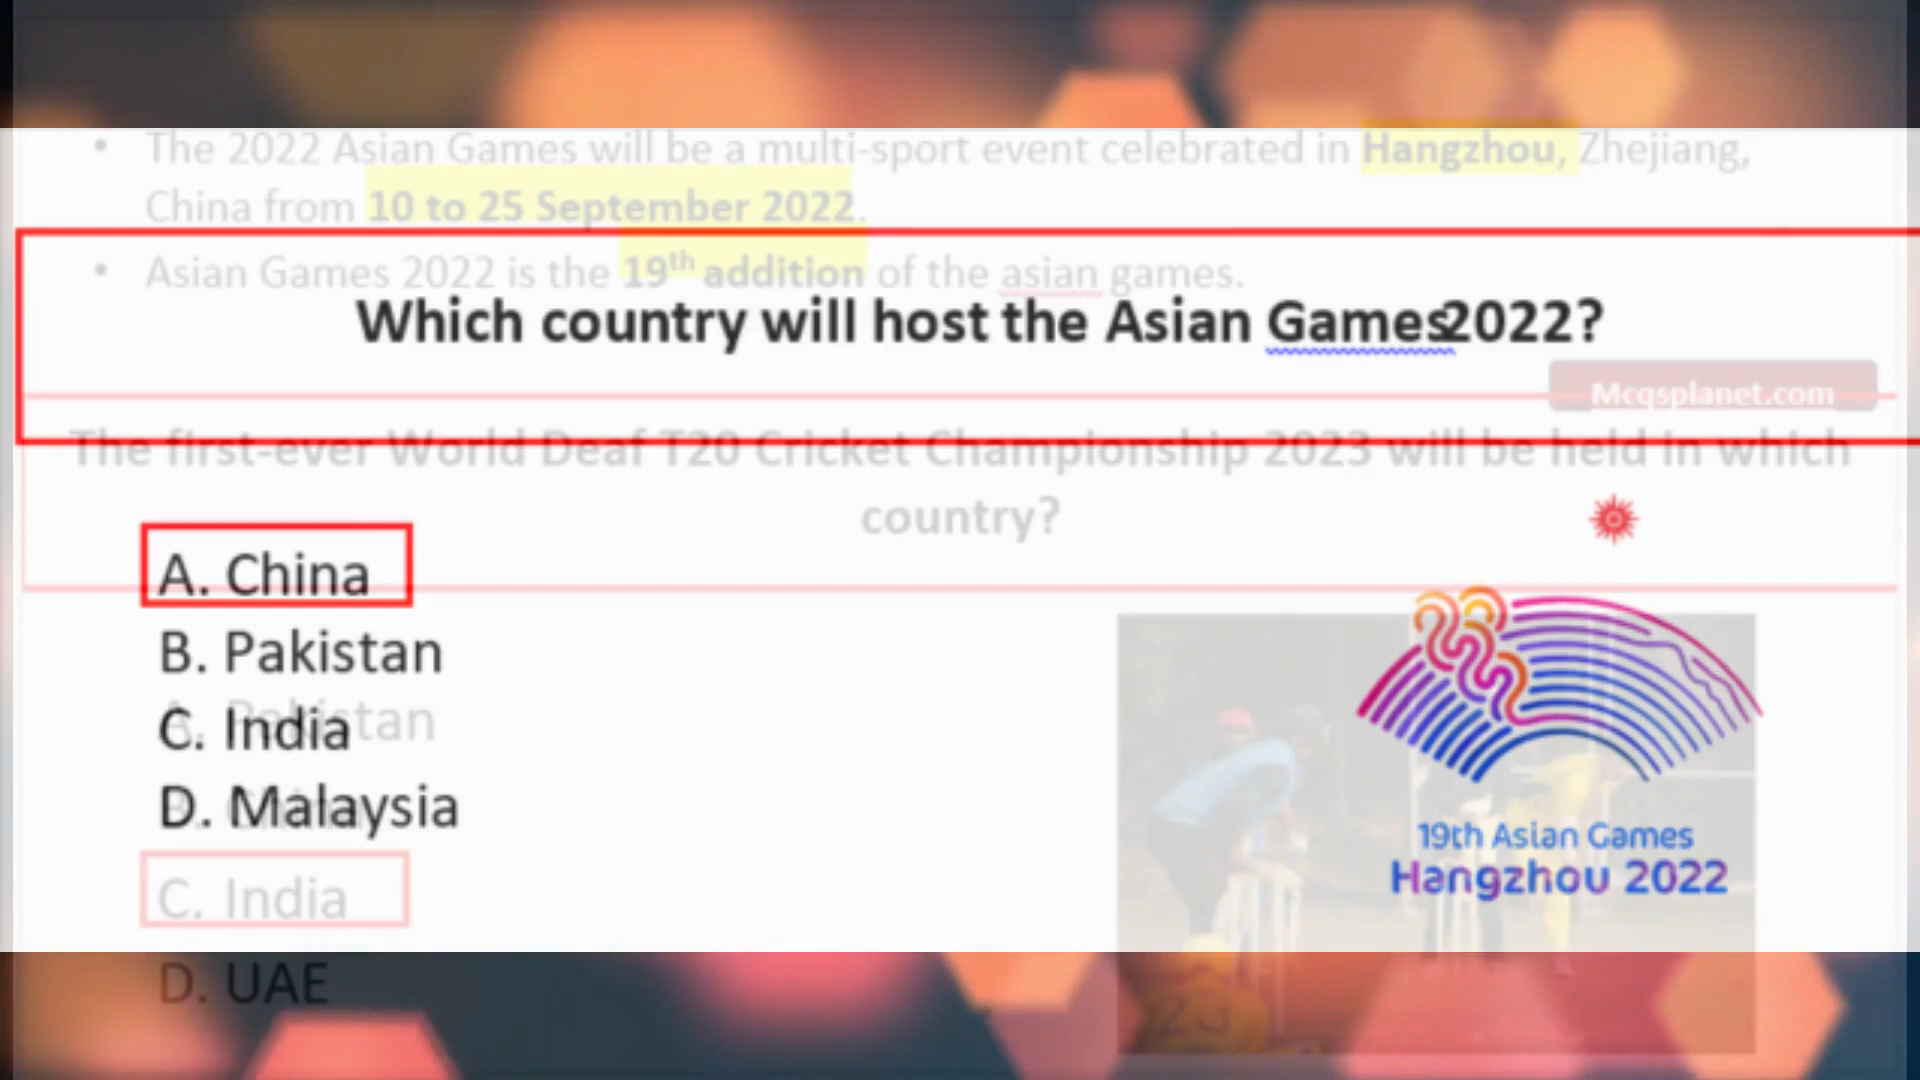 • The 2022 Asian Games will be a multi-sport event celebrated in Hangzhou, Zhejiang,
China from 10 to 25 September 2022.
• Asian Games 2022 is the 19th addition of the asian games.
Which country will host the Asian Games2022?
Mcqsplanet.com
The first-ever World Deaf T20 Cricket Championship 2023 will be held in which
country?
A. China
B. Pakistan
A. Pakistan
C. India
D. Malaysia
19th Asian Games
Hangzhou 2022
C. India
D. UAE
23